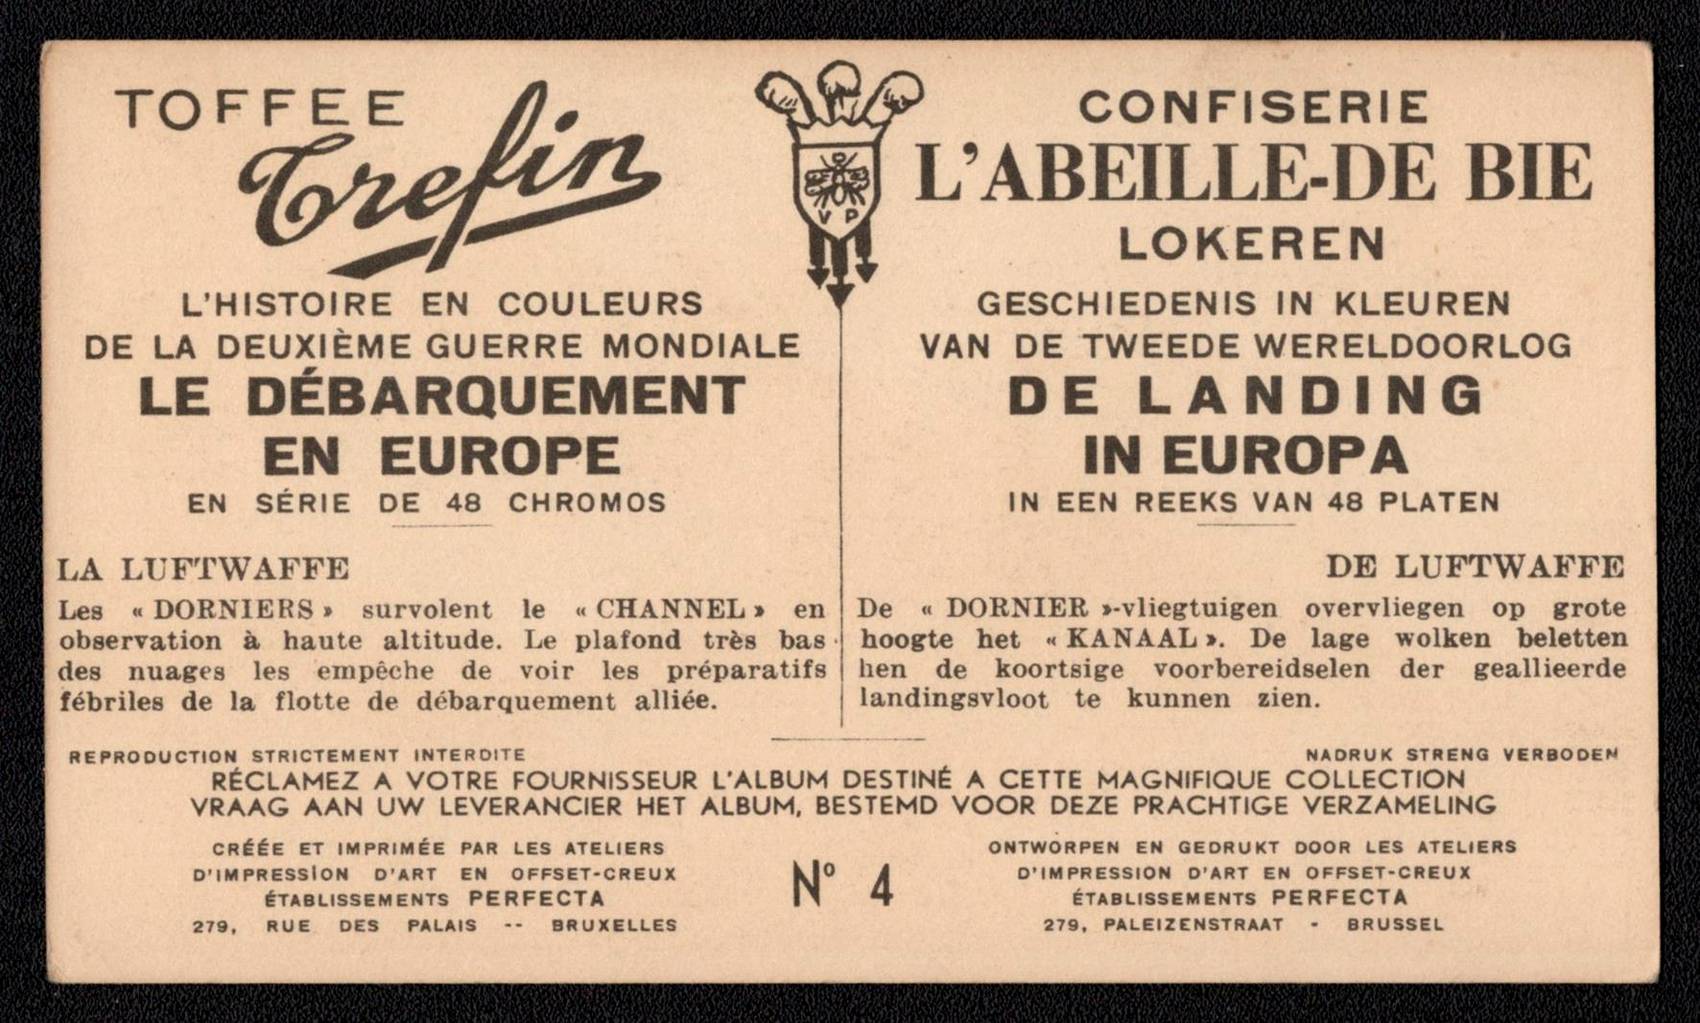 TOFFEE
Trefin
L'HISTOIRE EN COULEURS
DE LA DEUXIÈME GUERRE MONDIALE
LE DÉBARQUEMENT
EN EUROPE
EN SÉRIE DE 48 CHROMOS
LA LUFTWAFFE
Les « DORNIERS » survolent le « CHANNEL » en
observation à haute altitude. Le plafond très bas
des nuages les empêche de voir les préparatifs
fébriles de la flotte de débarquement alliée.
V P
CONFISERIE
L'ABEILLE-DE BIE
LOKEREN
GESCHIEDENIS IN KLEUREN
VAN DE TWEEDE WERELDOORLOG
DE LANDING
IN EUROPA
IN EEN REEKS VAN 48 PLATEN
DE LUFTWAFFE
De « DORNIER »-vliegtuigen overvliegen op grote
hoogte het « KANAAL ». De lage wolken beletten
hen de koortsige voorbereidselen der geallieerde
landingsvloot te kunnen zien.
REPRODUCTION STRICTEMENT INTERDITE
NADRUK STRENG VERBODEN
RÉCLAMEZ A VOTRE FOURNISSEUR L'ALBUM DESTINÉ A CETTE MAGNIFIQUE COLLECTION
VRAAG AAN UW LEVERANCIER HET ALBUM, BESTEMD VOOR DEZE PRACHTIGE VERZAMELING
CRÉÉE ET IMPRIMÉE PAR LES ATELIERS
D'IMPRESSION D'ART EN OFFSET-CREUX
ÉTABLISSEMENTS PERFECTA
279, RUE DES PALAIS -- BRUXELLES
Nº 4
ONTWORPEN EN GEDRUKT DOOR LES ATELIERS
D'IMPRESSION D'ART EN OFFSET-CREUX
ÉTABLISSEMENTS PERFECTA
279, PALEIZENSTRAAT - BRUSSEL